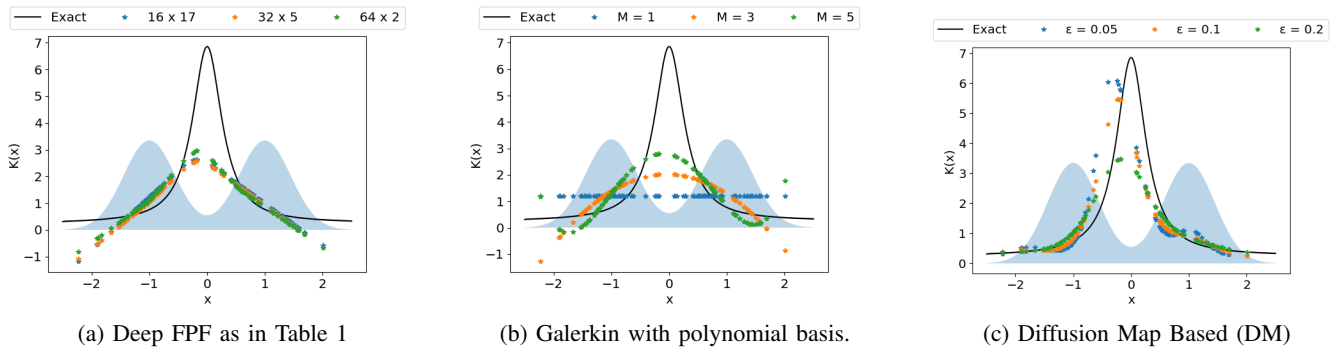 Exact 16 x 17 32 x 5 64 x 2
7
6
5
4
3
2
1
0
−1
K(x)
−2 −1 0 1 2
x
(a) Deep FPF as in Table 1
Exact M = 1 M = 3 M = 5
7
6
5
4
3
2
1
0
−1
K(x)
−2 −1 0 1 2
x
(b) Galerkin with polynomial basis.
Exact ε = 0.05 ε = 0.1 ε = 0.2
7
6
5
4
3
2
1
0
K(x)
−2 −1 0 1 2
x
(c) Diffusion Map Based (DM)